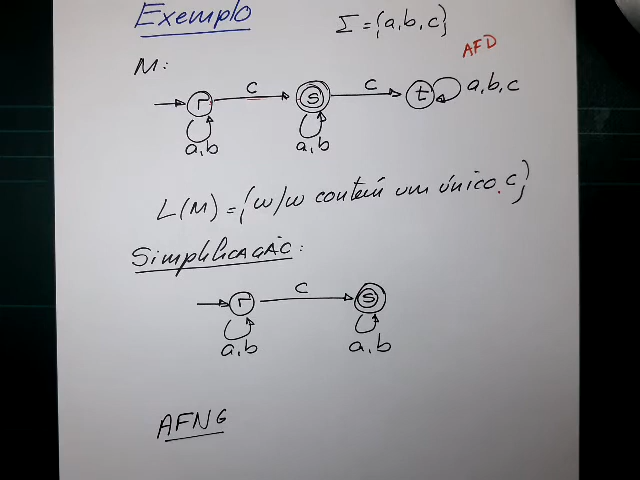 Exemplo
Σ={a,b,c}
AFD
M:
c
c
r
s
t
a,b,c
a,b
a,b
L(M)={w/w contém um único c}
Simplificação:
c
r
s
a,b
a,b
AFNG